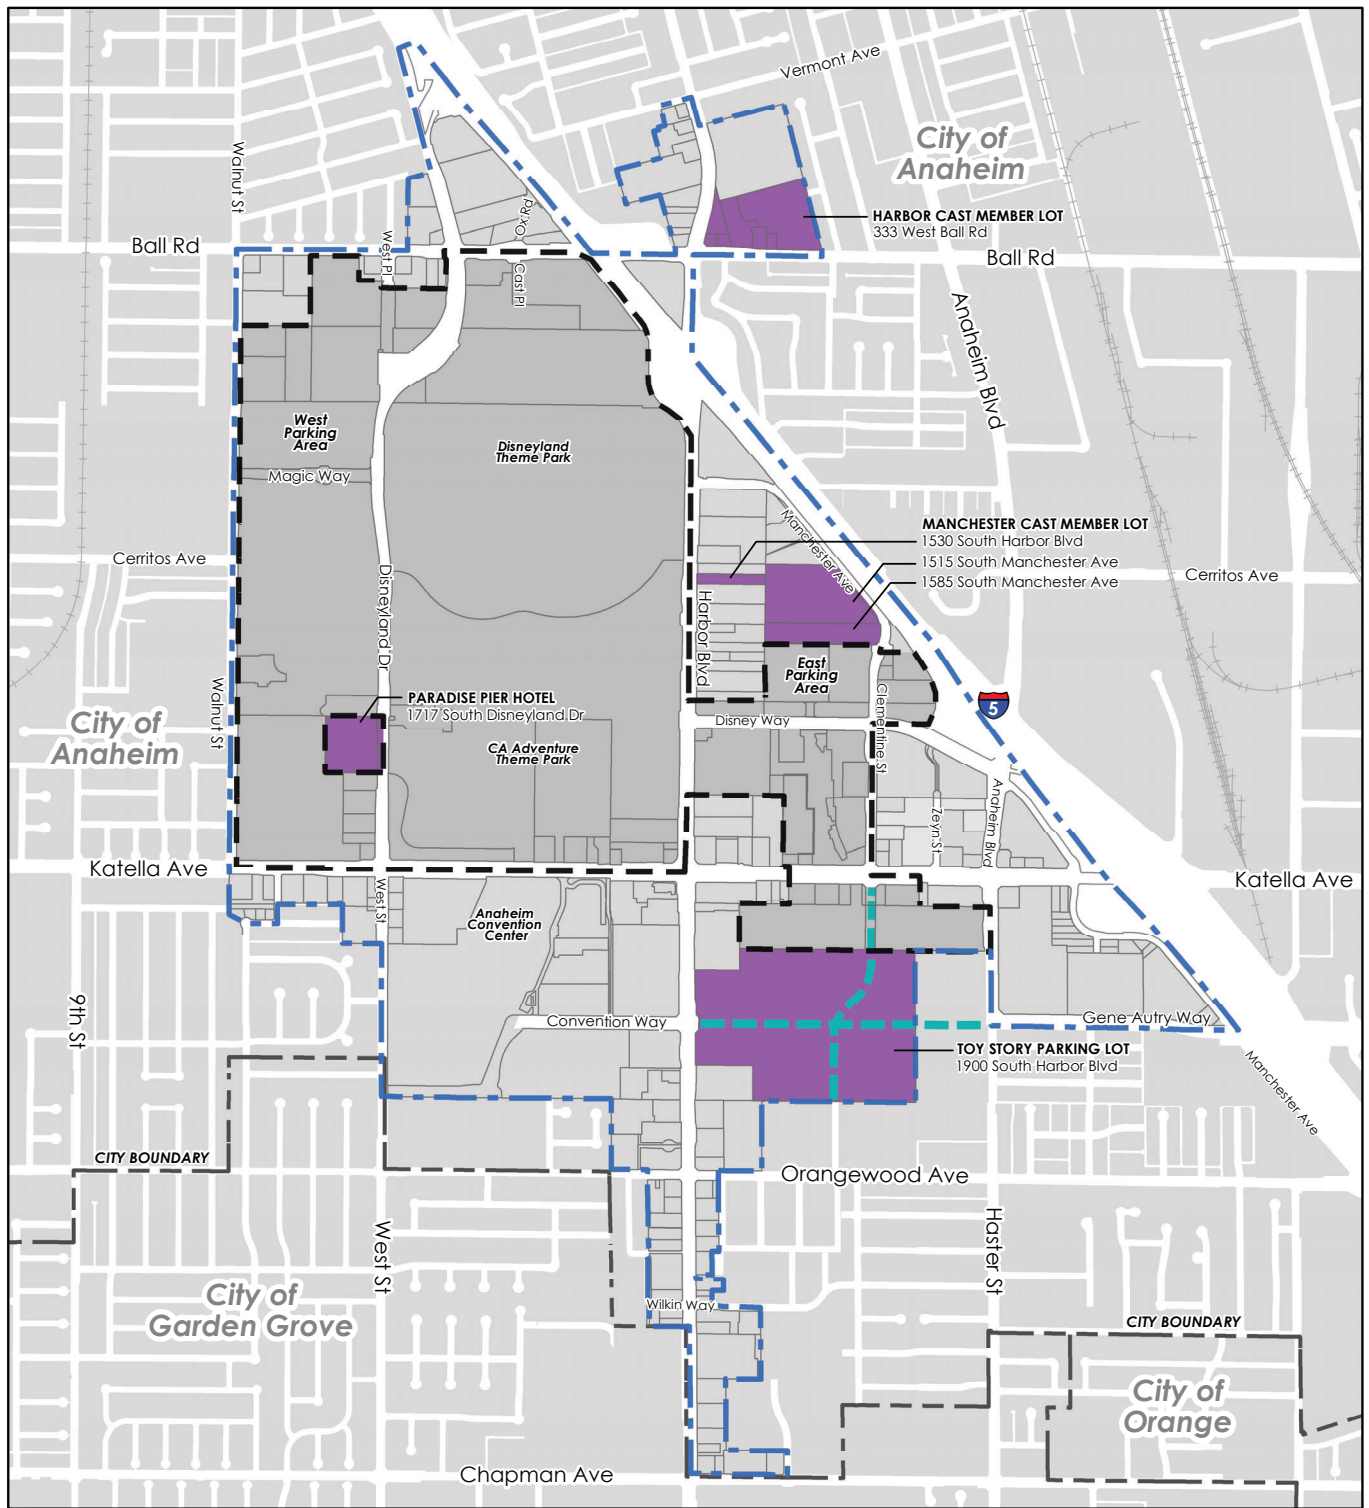 Vermont Ave
City of
Anaheim
Walnut St
Ox Rd
HARBOR CAST MEMBER LOT
333 West Ball Rd
Ball Rd
West Pl
Cast Pl
Ball Rd
Anaheim Blvd
West
Parking
Area
Disneyland
Theme Park
Magic Way
Manchester Ave
MANCHESTER CAST MEMBER LOT
1530 South Harbor Blvd
1515 South Manchester Ave
1585 South Manchester Ave
Cerritos Ave
Cerritos Ave
Disneyland Dr
Harbor Blvd
East
Parking
Area
PARADISE PIER HOTEL
1717 South Disneyland Dr
Walnut St
City of
Anaheim
Clementine St
5
Disney Way
CA Adventure
Theme Park
Zeyn St
Anaheim Blvd
Katella Ave
Katella Ave
West St
Anaheim
Convention
Center
9th St
Convention Way
Gene Autry Way
TOY STORY PARKING LOT
1900 South Harbor Blvd
Manchester Ave
CITY BOUNDARY
Orangewood Ave
West St
Haster St
City of
Garden Grove
Wilkin Way
CITY BOUNDARY
City of
Orange
Chapman Ave